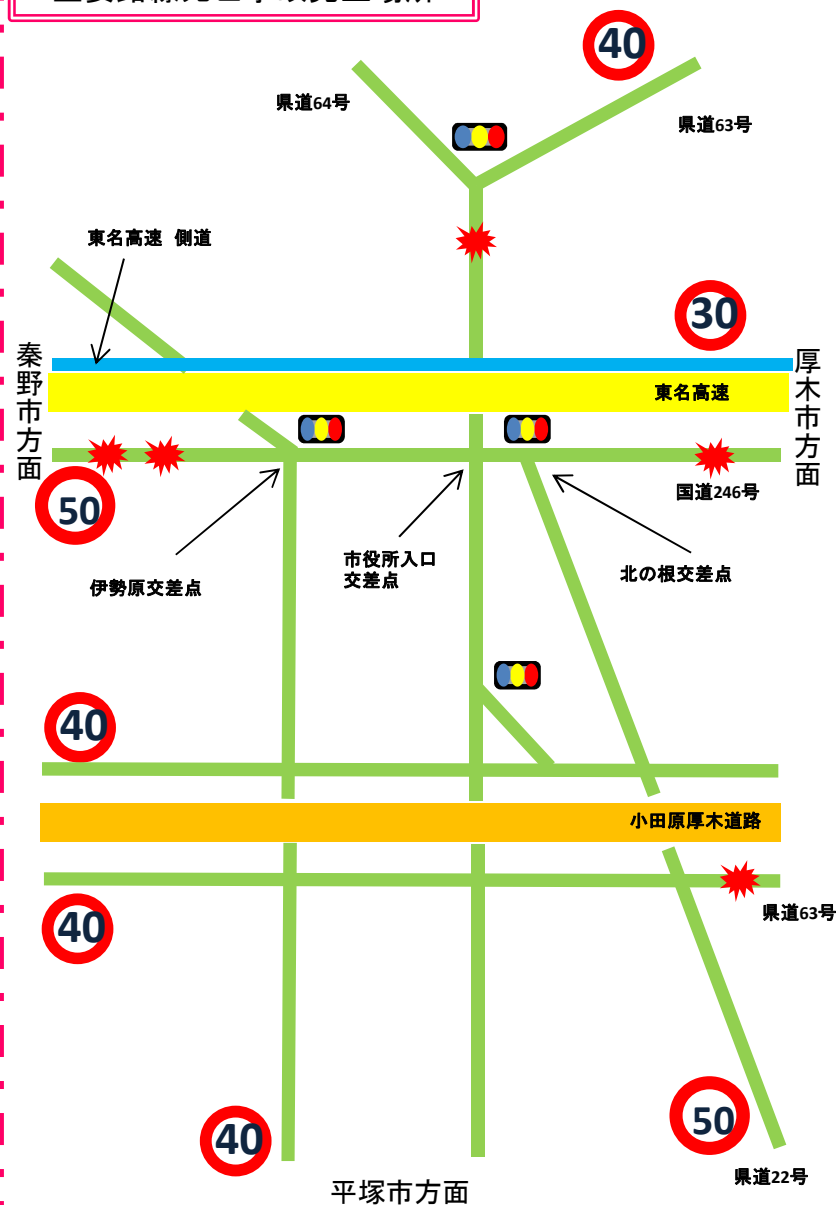 40
県道64号
県道63号
東名高速 側道
30
秦野市方面
厚木市方面
東名高速
50
国道246号
伊勢原交差点
市役所入口
交差点
北の根交差点
40
小田原厚木道路
40
県道63号
40
50
県道22号
平塚市方面